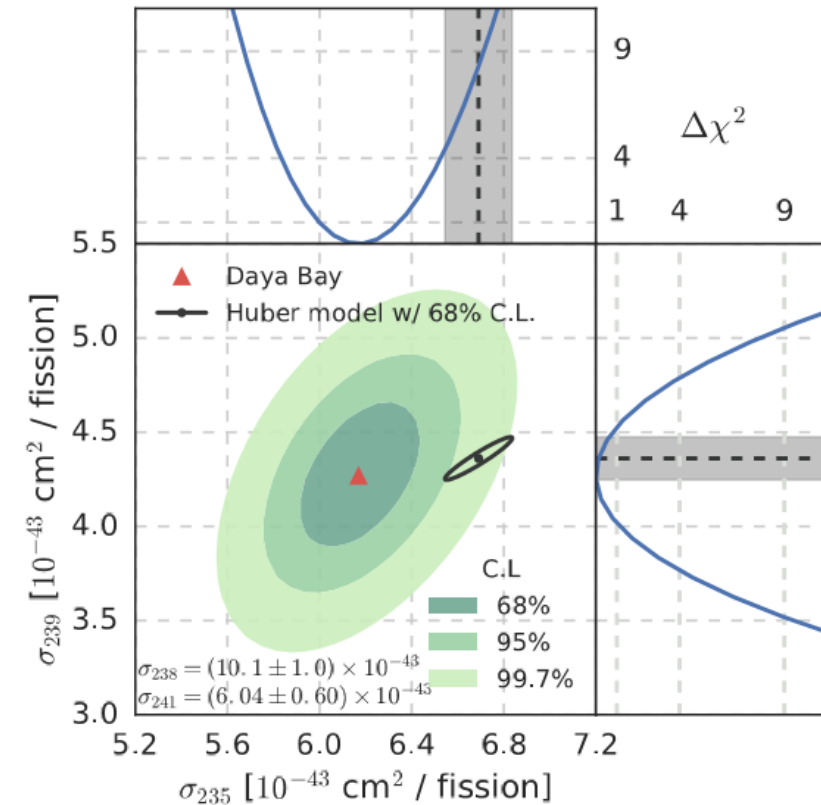 9
4
Δχ²
1 4 9
5.5
Daya Bay
Huber model w/ 68% C.L.
5.0
4.5
4.0
3.5
3.0
σ₂₃₉ [10⁻⁴³ cm² / fission]
C.L
68%
95%
99.7%
σ₂₃₈ = (10.1 ± 1.0) × 10⁻⁴³
σ₂₄₁ = (6.04 ± 0.60) × 10⁻⁴³
5.2 5.6 6.0 6.4 6.8 7.2
σ₂₃₅ [10⁻⁴³ cm² / fission]